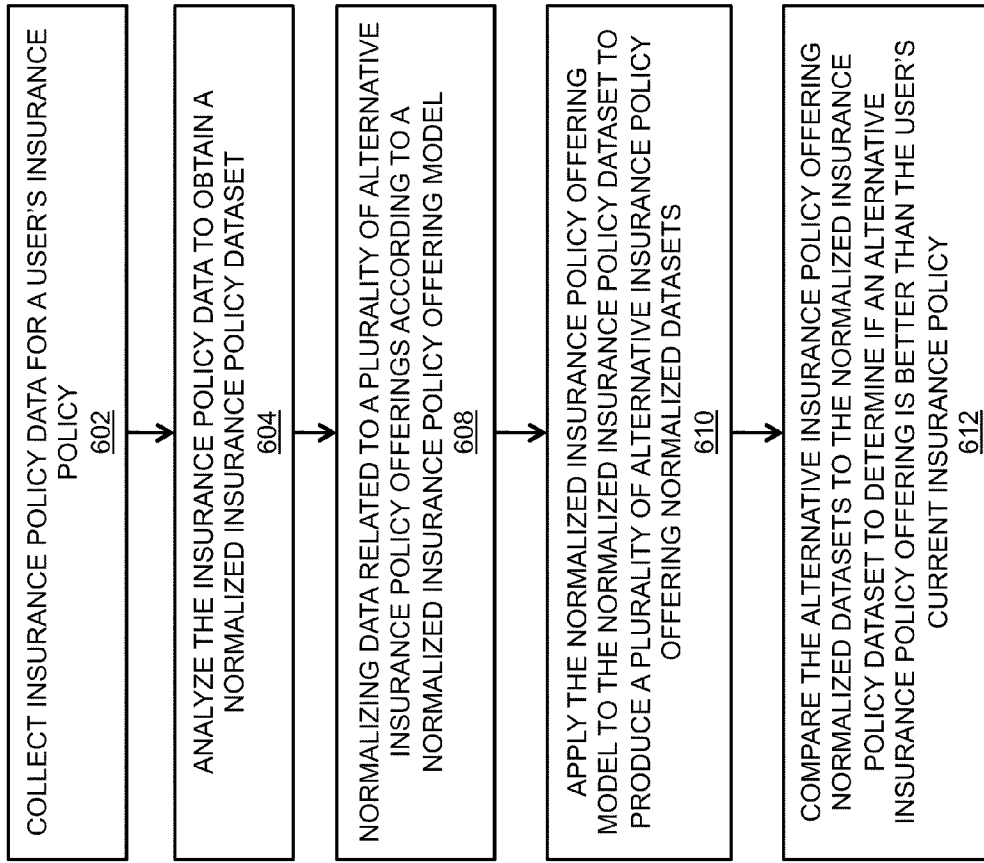 COLLECT INSURANCE POLICY DATA FOR A USER'S INSURANCE
POLICY
602
ANALYZE THE INSURANCE POLICY DATA TO OBTAIN A
NORMALIZED INSURANCE POLICY DATASET
604
NORMALIZING DATA RELATED TO A PLURALITY OF ALTERNATIVE
INSURANCE POLICY OFFERINGS ACCORDING TO A
NORMALIZED INSURANCE POLICY OFFERING MODEL
608
APPLY THE NORMALIZED INSURANCE POLICY OFFERING
MODEL TO THE NORMALIZED INSURANCE POLICY DATASET TO
PRODUCE A PLURALITY OF ALTERNATIVE INSURANCE POLICY
OFFERING NORMALIZED DATASETS
610
COMPARE THE ALTERNATIVE INSURANCE POLICY OFFERING
NORMALIZED DATASETS TO THE NORMALIZED INSURANCE
POLICY DATASET TO DETERMINE IF AN ALTERNATIVE
INSURANCE POLICY OFFERING IS BETTER THAN THE USER'S
CURRENT INSURANCE POLICY
612